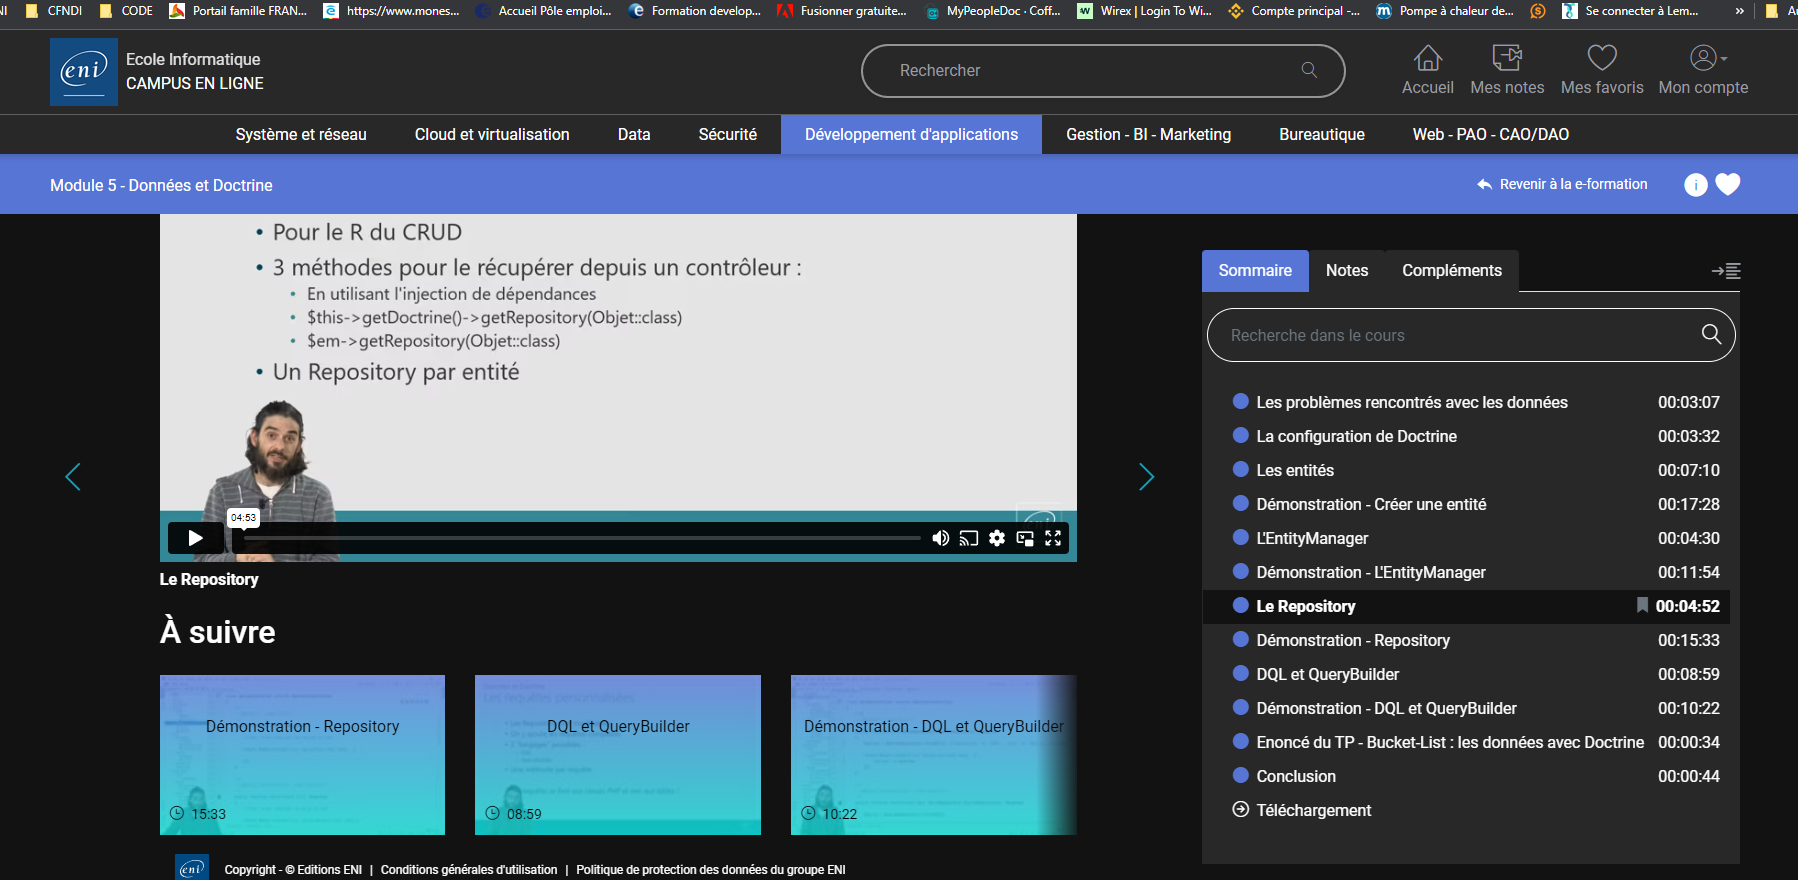 NI CFNDI CODE Portail famille FRAN... https://www.mones... Accueil Pôle emploi... Formation develop... Fusionner gratuite... MyPeopleDoc · Coff... Wirex | Login To Wi... Compte principal -... Pompe à chaleur de... Se connecter à Lem... »
eni Ecole Informatique
CAMPUS EN LIGNE
Rechercher
Accueil Mes notes Mes favoris Mon compte
Système et réseau Cloud et virtualisation Data Sécurité Développement d'applications Gestion - BI - Marketing Bureautique Web - PAO - CAO/DAO
Module 5 - Données et Doctrine
Revenir à la e-formation
• Pour le R du CRUD
• 3 méthodes pour le récupérer depuis un contrôleur :
• En utilisant l'injection de dépendances
• $this->getDoctrine()->getRepository(Objet::class)
• $em->getRepository(Objet::class)
• Un Repository par entité
04:53
Le Repository
À suivre
Démonstration - Repository
15:33
DQL et QueryBuilder
08:59
Démonstration - DQL et QueryBuilder
10:22
Sommaire Notes Compléments
Recherche dans le cours
Les problèmes rencontrés avec les données 00:03:07
La configuration de Doctrine 00:03:32
Les entités 00:07:10
Démonstration - Créer une entité 00:17:28
L'EntityManager 00:04:30
Démonstration - L'EntityManager 00:11:54
Le Repository 00:04:52
Démonstration - Repository 00:15:33
DQL et QueryBuilder 00:08:59
Démonstration - DQL et QueryBuilder 00:10:22
Enoncé du TP - Bucket-List : les données avec Doctrine 00:00:34
Conclusion 00:00:44
Téléchargement
eni Copyright - © Editions ENI | Conditions générales d'utilisation | Politique de protection des données du groupe ENI